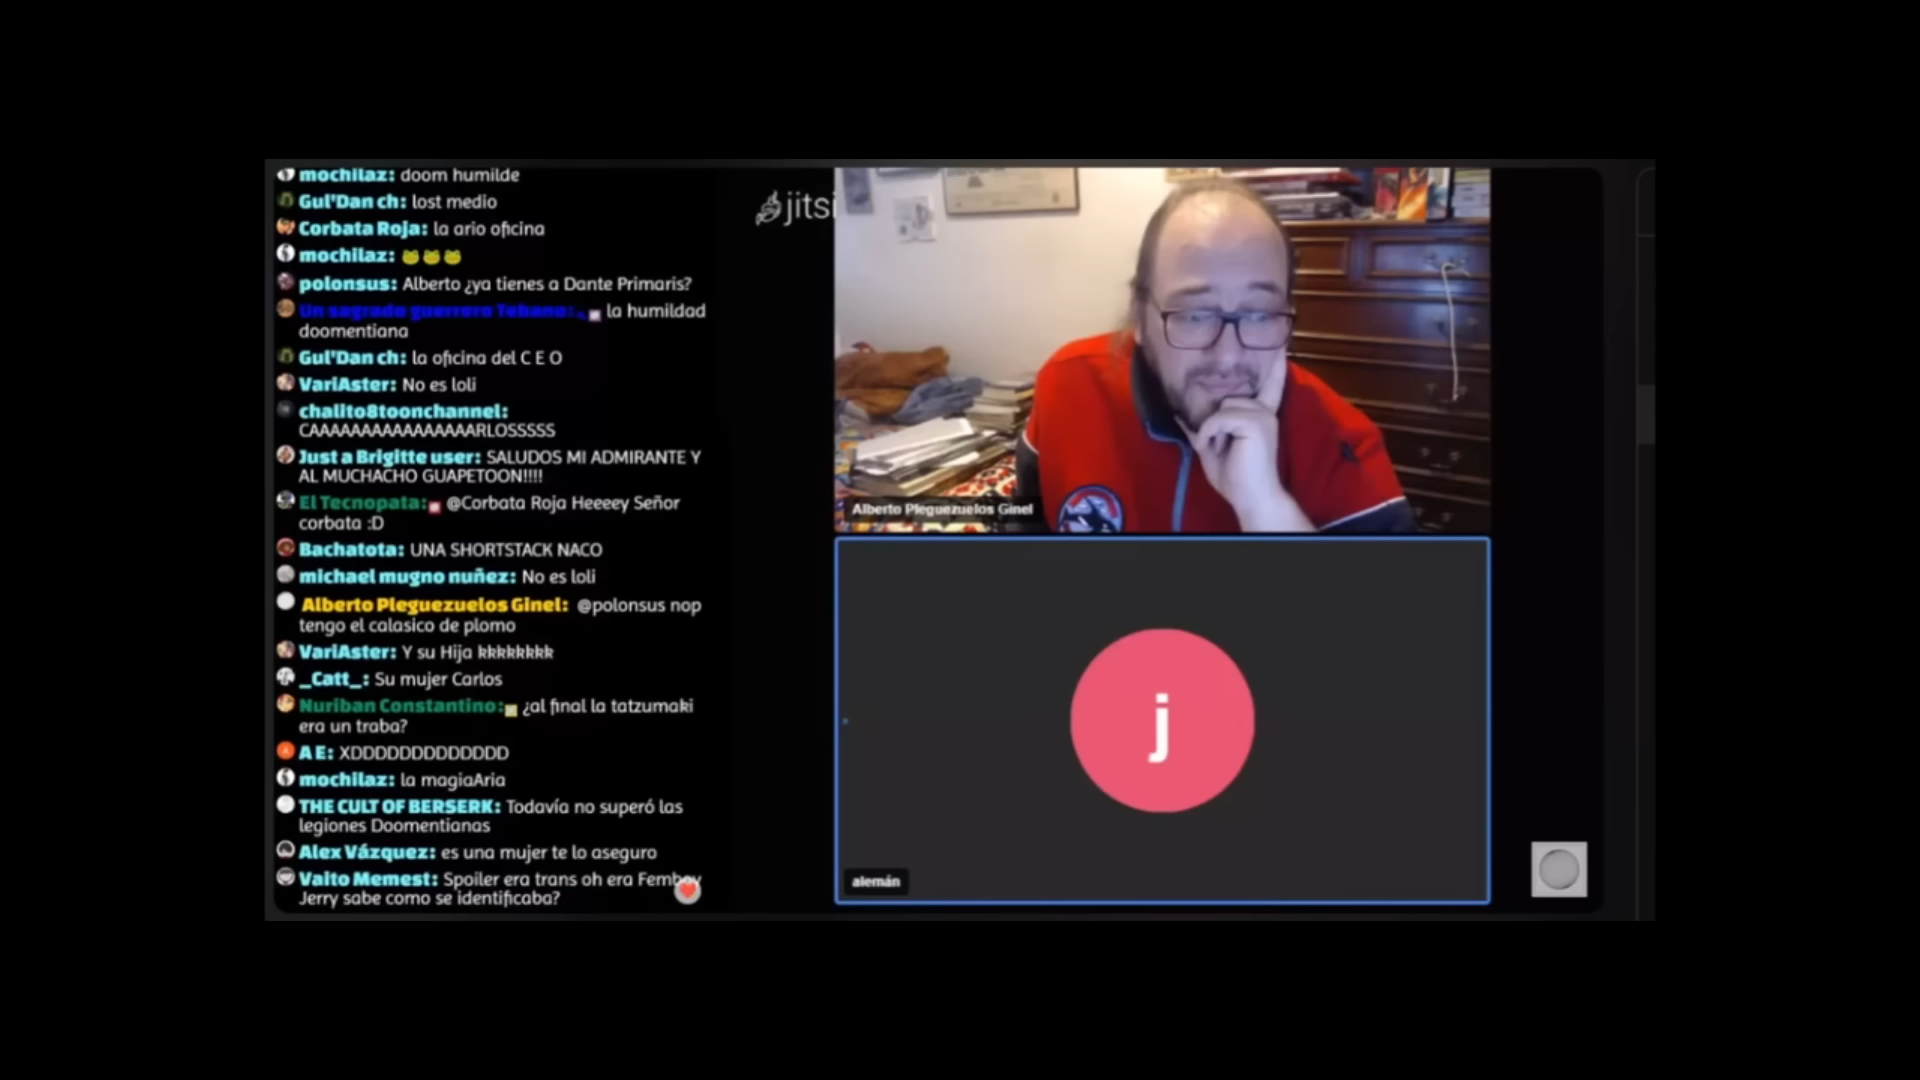 mochilaz: doom humilde
Gul'Dan ch: lost medio
Corbata Roja: la ario oficina
mochilaz: 🐸🐸🐸
polonsus: Alberto ¿ya tienes a Dante Primaris?
Un sagrado guerrero Tebano: la humildad
doomentiana
Gul'Dan ch: la oficina del C E O
VariAster: No es loli
chalito8toonchannel:
CAAAAAAAAAAAAAAAARLOSSSSS
Just a Brigitte user: SALUDOS MI ADMIRANTE Y
AL MUCHACHO GUAPETOON!!!!
El Tecnopata: @Corbata Roja Heeeey Señor
corbata :D
Bachatota: UNA SHORTSTACK NACO
michael mugno nuñez: No es loli
Alberto Pleguezuelos Ginel: @polonsus nop
tengo el calasico de plomo
VariAster: Y su Hija kkkkkkkk
_Catt_: Su mujer Carlos
Nuriban Constantino: ¿al final la tatzumaki
era un traba?
A E: XDDDDDDDDDDDDD
mochilaz: la magiaAria
THE CULT OF BERSERK: Todavía no superó las
legiones Doomentianas
Alex Vázquez: es una mujer te lo aseguro
Vaito Memest: Spoiler era trans oh era Femboy
Jerry sabe como se identificaba?
jitsi
Alberto Pleguezuelos Ginel
j
alemán